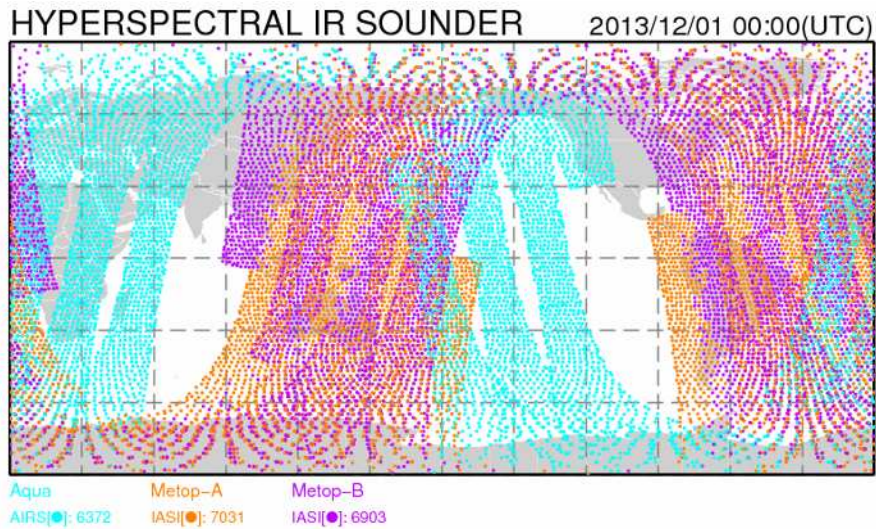 HYPERSPECTRAL IR SOUNDER 2013/12/01 00:00(UTC)
Aqua Metop-A Metop-B
AIRS[●]: 6372 IASI[●]: 7031 IASI[●]: 6903